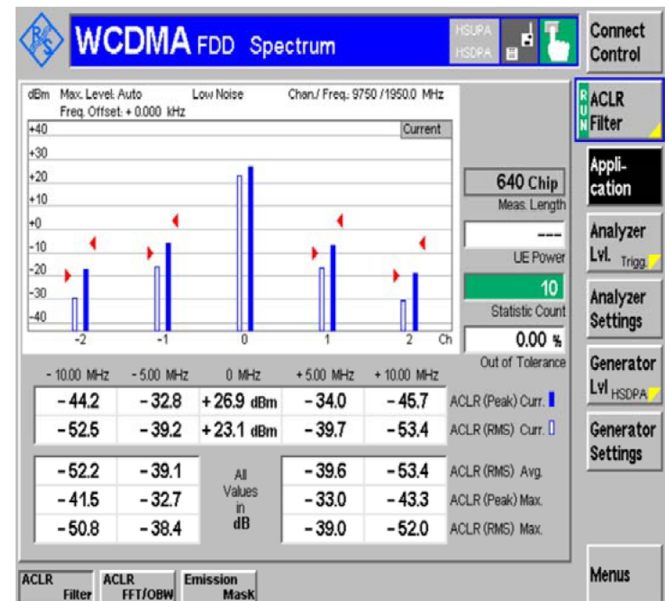 R&S
WCDMA FDD Spectrum
HSUPA
HSDPA
Connect
Control
dBm Max. Level: Auto Low Noise Chan./ Freq.: 9750 /1950.0 MHz
Freq. Offset: + 0.000 kHz
Current
+40
+30
+20
+10
+0
-10
-20
-30
-40
-2 -1 0 1 2 Ch
640 Chip
Meas. Length
---
UE Power
10
Statistic Count
0.00 %
Out of Tolerance
- 10.00 MHz - 5.00 MHz 0 MHz + 5.00 MHz + 10.00 MHz
- 44.2 - 32.8 + 26.9 dBm - 34.0 - 45.7 ACLR (Peak) Curr.
- 52.5 - 39.2 + 23.1 dBm - 39.7 - 53.4 ACLR (RMS) Curr.
- 52.2 - 39.1 - 39.6 - 53.4 ACLR (RMS) Avg.
- 41.5 - 32.7 - 33.0 - 43.3 ACLR (Peak) Max.
- 50.8 - 38.4 - 39.0 - 52.0 ACLR (RMS) Max.
All
Values
in
dB
RUN
ACLR
Filter
Appli-
cation
Analyzer
Lvl. Trigg.
Analyzer
Settings
Generator
Lvl HSDPA
Generator
Settings
Menus
ACLR
Filter
ACLR
FFT/OBW
Emission
Mask